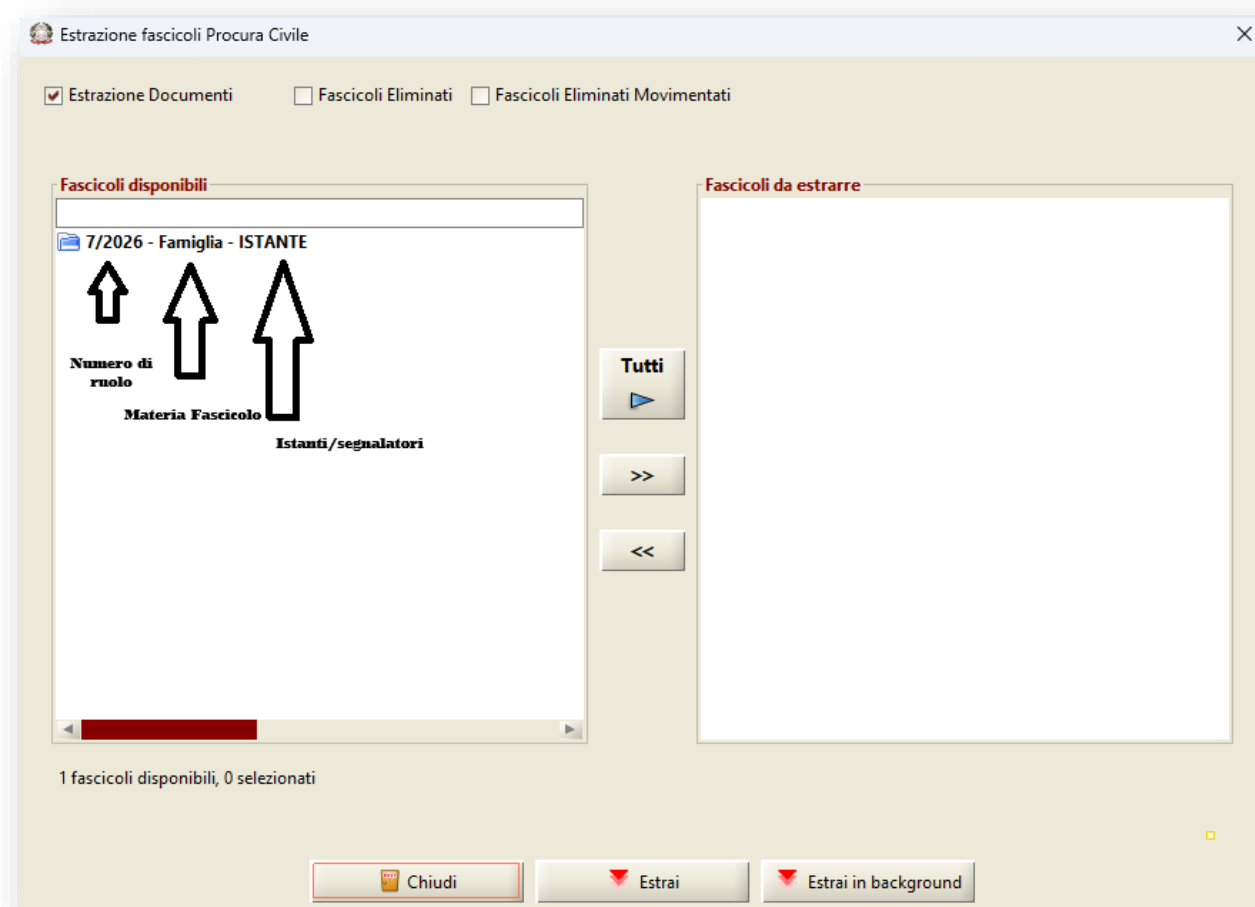 Estrazione fascicoli Procura Civile
Estrazione Documenti
Fascicoli Eliminati
Fascicoli Eliminati Movimentati
Fascicoli disponibili
7/2026 - Famiglia - ISTANTE
Numero di
ruolo
Materia Fascicolo
Istanti/segnalatori
Tutti
>>
<<
Fascicoli da estrarre
1 fascicoli disponibili, 0 selezionati
Chiudi
Estrai
Estrai in background